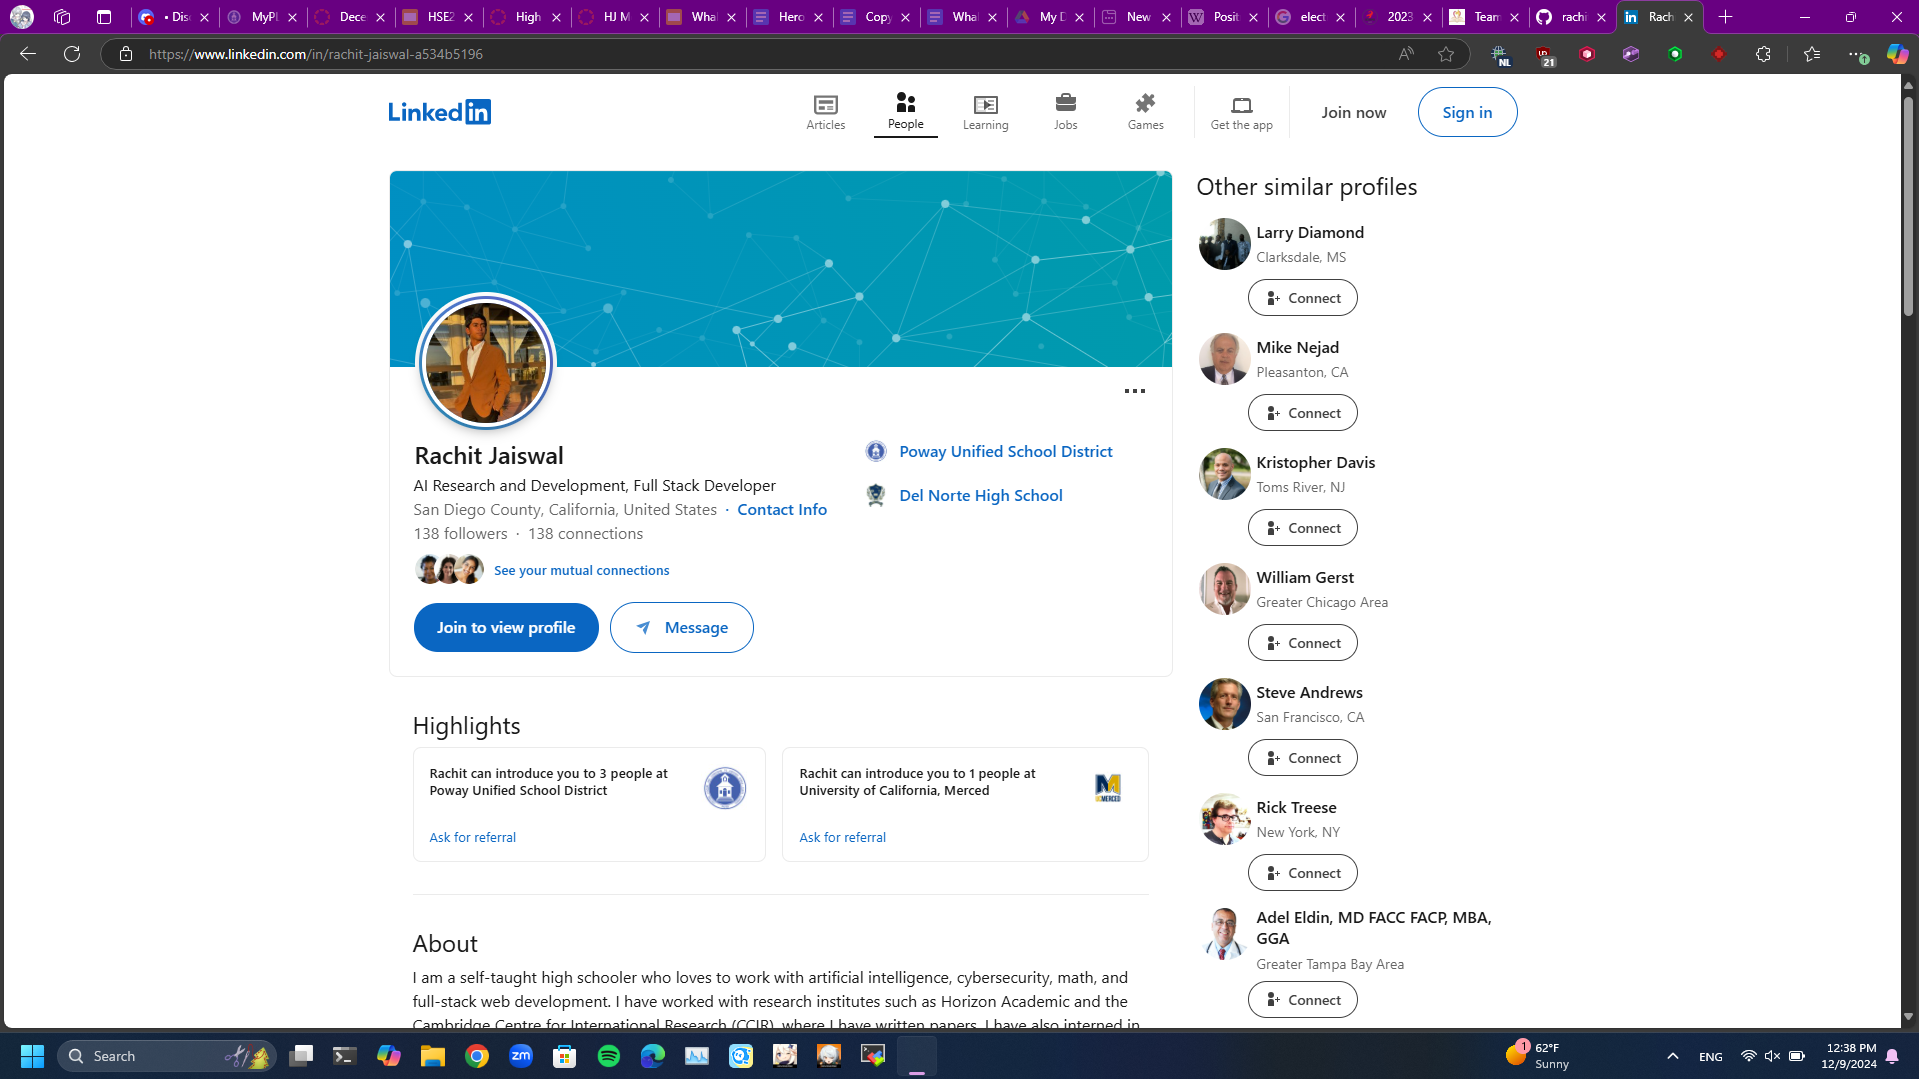 • Disc
MyPL
Dece
HSE2
High
HJ M
What
Hero
Copy
What
My D
New
Posit
elect
2023
Team
rachi
Rach
https://www.linkedin.com/in/rachit-jaiswal-a534b5196
NL
21
LinkedIn
Articles
People
Learning
Jobs
Games
Get the app
Join now
Sign in
Rachit Jaiswal
AI Research and Development, Full Stack Developer
San Diego County, California, United States · Contact Info
138 followers · 138 connections
See your mutual connections
Join to view profile
Message
Poway Unified School District
Del Norte High School
Highlights
Rachit can introduce you to 3 people at
Poway Unified School District
Ask for referral
Rachit can introduce you to 1 people at
University of California, Merced
Ask for referral
About
I am a self-taught high schooler who loves to work with artificial intelligence, cybersecurity, math, and
full-stack web development. I have worked with research institutes such as Horizon Academic and the
Cambridge Centre for International Research (CCIR), where I have written papers. I have also interned in
Other similar profiles
Larry Diamond
Clarksdale, MS
Connect
Mike Nejad
Pleasanton, CA
Connect
Kristopher Davis
Toms River, NJ
Connect
William Gerst
Greater Chicago Area
Connect
Steve Andrews
San Francisco, CA
Connect
Rick Treese
New York, NY
Connect
Adel Eldin, MD FACC FACP, MBA,
GGA
Greater Tampa Bay Area
Connect
Search
zm
1
62°F
Sunny
ENG
12:38 PM
12/9/2024